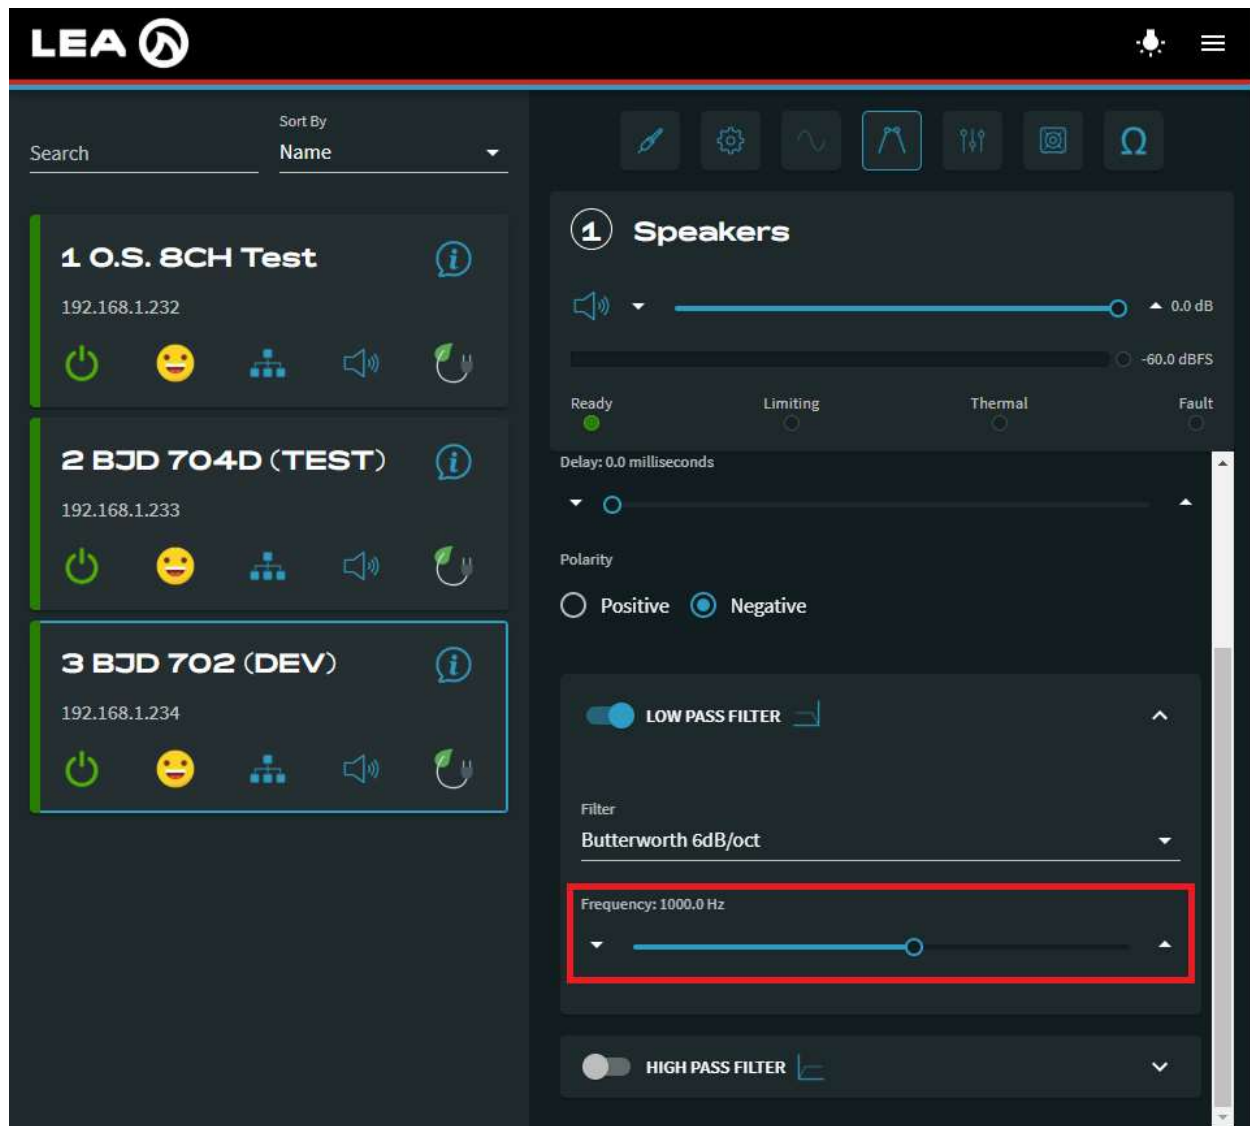 LEA
Search
Sort By
Name
1 O.S. 8CH Test
192.168.1.232
2 BJD 704D (TEST)
192.168.1.233
3 BJD 702 (DEV)
192.168.1.234
Ω
1 Speakers
0.0 dB
-60.0 dBFS
Ready Limiting Thermal Fault
Delay: 0.0 milliseconds
Polarity
Positive Negative
LOW PASS FILTER
Filter
Butterworth 6dB/oct
Frequency: 1000.0 Hz
HIGH PASS FILTER